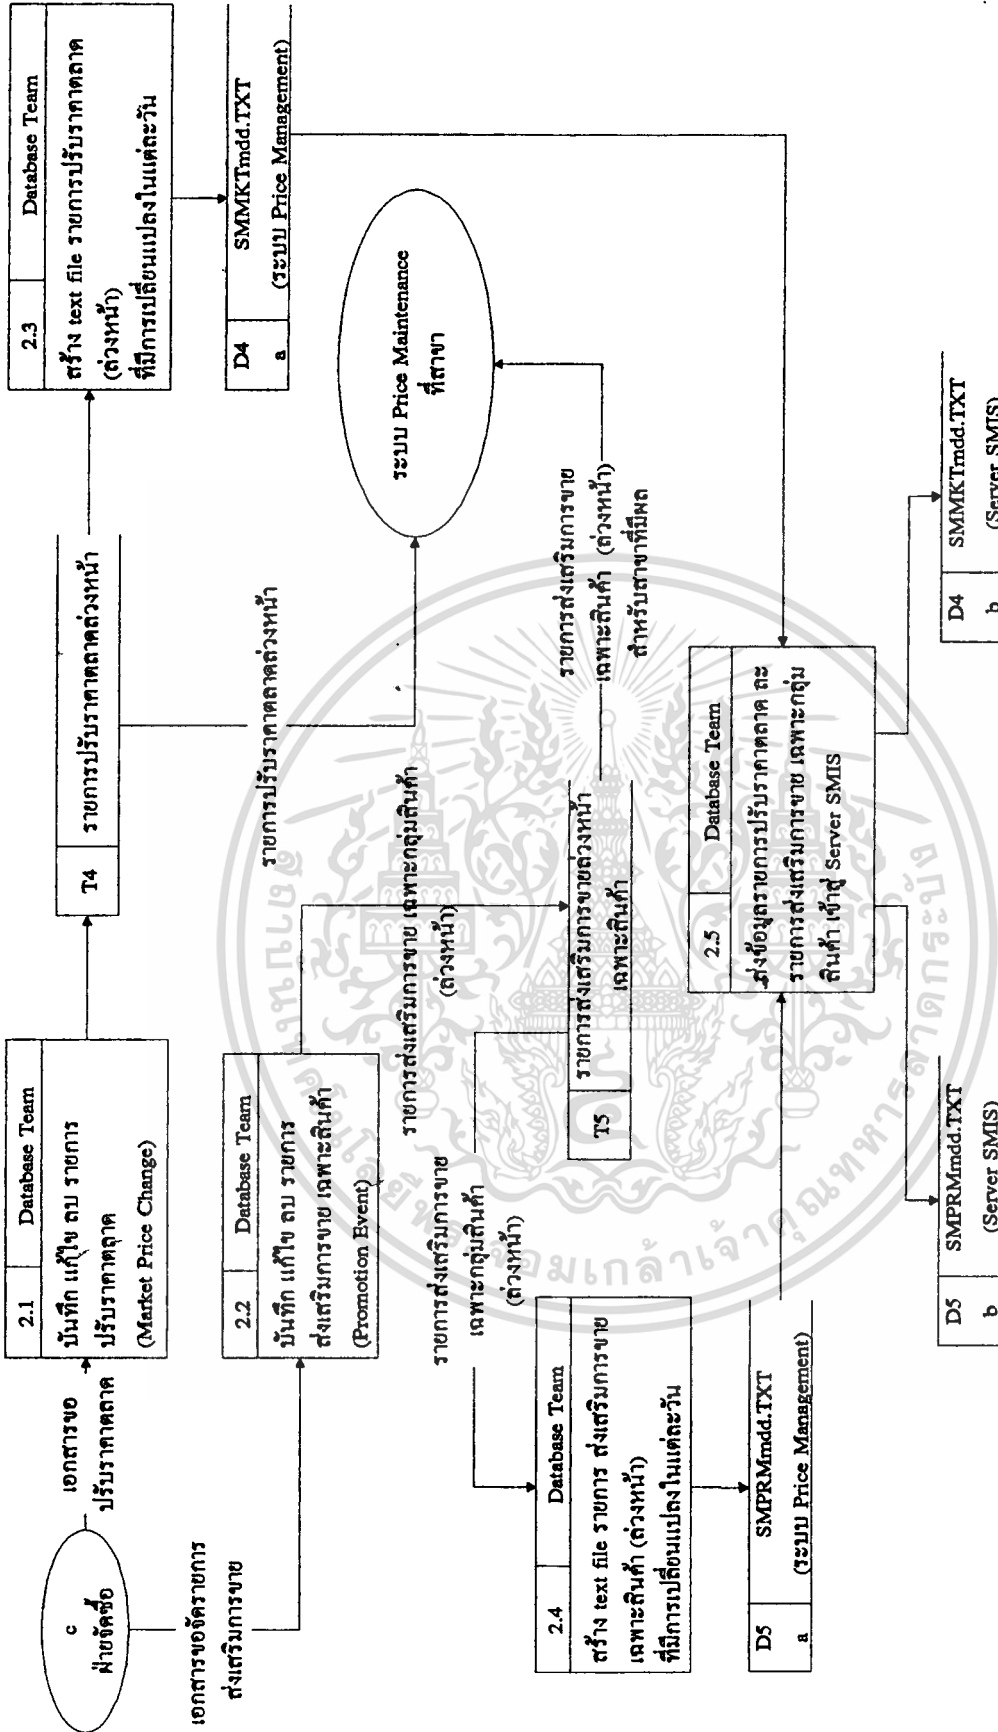 c
ฝ่ายจัดซื้อ
เอกสารขอ
ปรับราคาตลาด
เอกสารขอจัดรายการ
ส่งเสริมการขาย
2.1 Database Team
บันทึก แก้ไข ลบ รายการ
ปรับราคาตลาด
(Market Price Change)
T4 รายการปรับราคาตลาดล่วงหน้า
2.3 Database Team
สร้าง text file รายการปรับราคาตลาด
(ล่วงหน้า)
ที่มีการเปลี่ยนแปลงในแต่ละวัน
D4 SMMKTmdd.TXT
a (ระบบ Price Management)
รายการปรับราคาตลาดล่วงหน้า
ระบบ Price Maintenance
ที่สาขา
2.2 Database Team
บันทึก แก้ไข ลบ รายการ
ส่งเสริมการขาย เฉพาะสินค้า
(Promotion Event)
รายการส่งเสริมการขาย เฉพาะกลุ่มสินค้า
(ล่วงหน้า)
T5 รายการส่งเสริมการขายล่วงหน้า
เฉพาะสินค้า
รายการส่งเสริมการขาย
เฉพาะสินค้า (ล่วงหน้า)
สำหรับสาขาที่มีผล
รายการส่งเสริมการขาย
เฉพาะกลุ่มสินค้า
(ล่วงหน้า)
2.4 Database Team
สร้าง text file รายการ ส่งเสริมการขาย
เฉพาะสินค้า (ล่วงหน้า)
ที่มีการเปลี่ยนแปลงในแต่ละวัน
D5 SMPRMmdd.TXT
a (ระบบ Price Management)
2.5 Database Team
ส่งข้อมูลรายการปรับราคาตลาด ละ
รายการส่งเสริมการขาย เฉพาะกลุ่ม
สินค้า เข้าสู่ Server SMIS
D5 SMPRMmdd.TXT
b (Server SMIS)
D4 SMMKTmdd.TXT
b (Server SMIS)